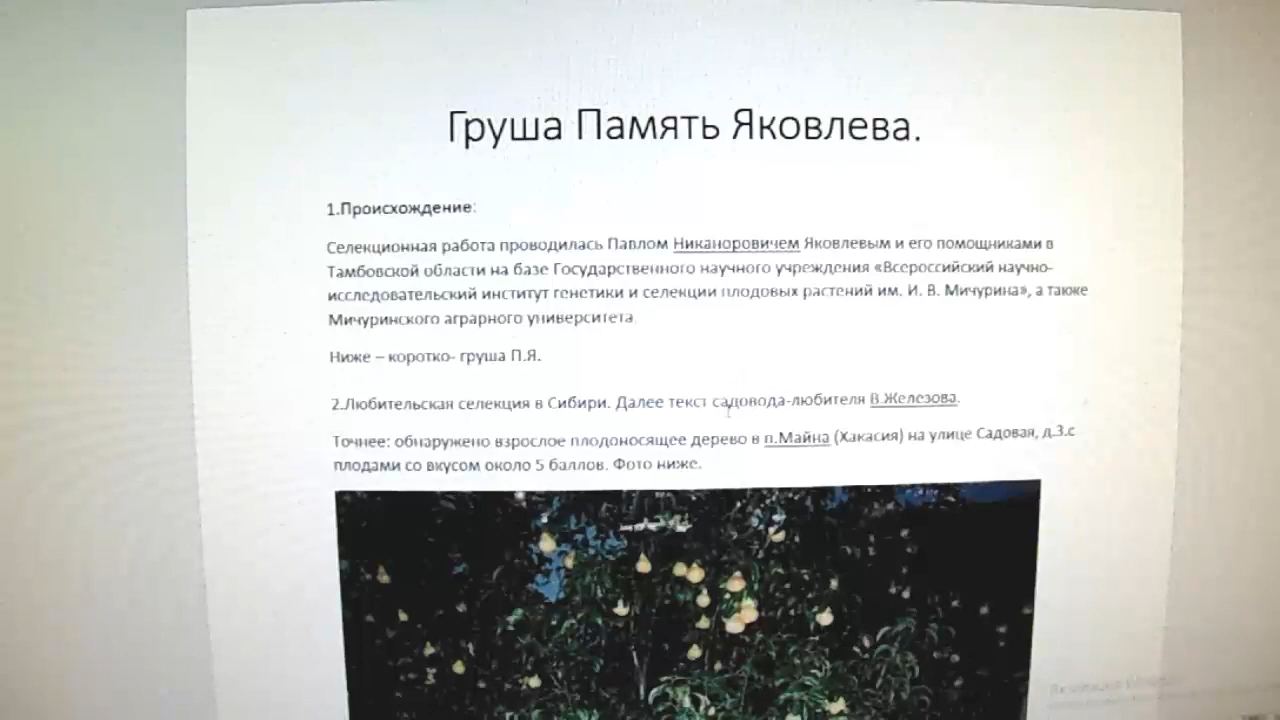 Груша Память Яковлева.
1.Происхождение:
Селекционная работа проводилась Павлом Никаноровичем Яковлевым и его помощниками в
Тамбовской области на базе Государственного научного учреждения «Всероссийский научно-
исследовательский институт генетики и селекции плодовых растений им. И. В. Мичурина», а также
Мичуринского аграрного университета.
Ниже – коротко- груша П.Я.
2.Любительская селекция в Сибири. Далее текст садовода-любителя В.Железова.
Точнее: обнаружено взрослое плодоносящее дерево в п.Майна (Хакасия) на улице Садовая, д.3.с
плодами со вкусом около 5 баллов. Фото ниже.